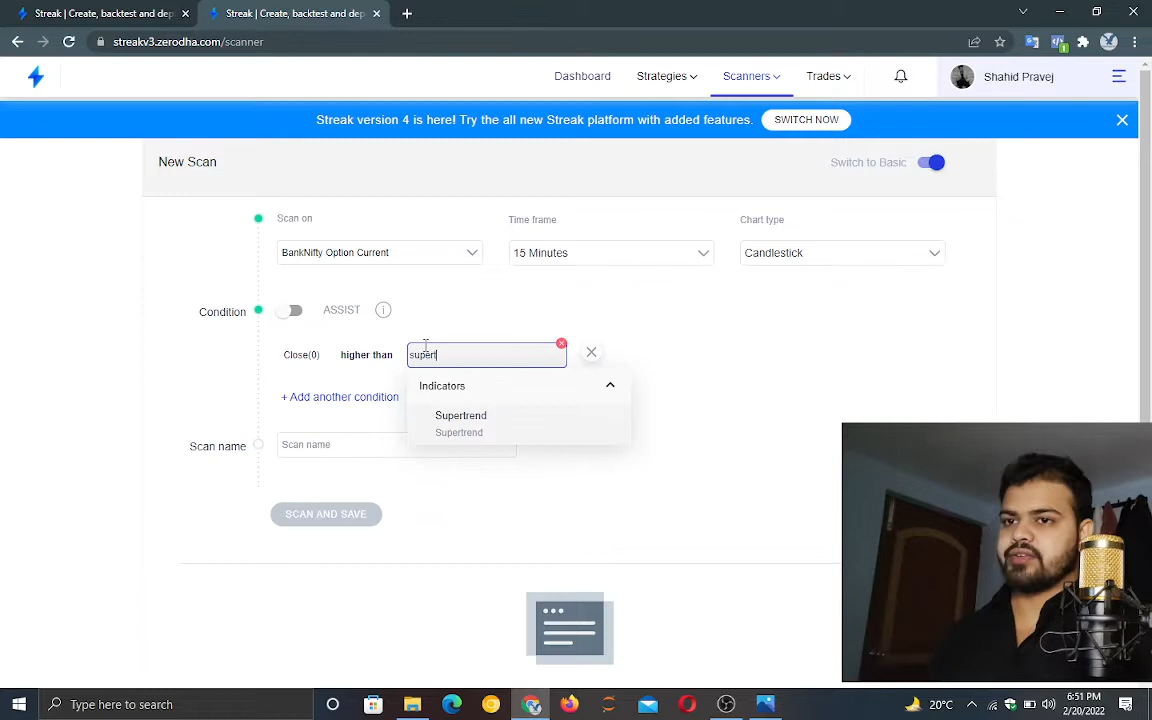 Streak | Create, backtest and dep
Streak | Create, backtest and dep
streakv3.zerodha.com/scanner
Dashboard
Strategies
Scanners
Trades
Shahid Pravej
Streak version 4 is here! Try the all new Streak platform with added features.
SWITCH NOW
New Scan
Switch to Basic
Scan on
Time frame
Chart type
BankNifty Option Current
15 Minutes
Candlestick
Condition
ASSIST
Close(0)
higher than
supert
Indicators
+ Add another condition
Supertrend
Supertrend
Scan name
Scan name
SCAN AND SAVE
Type here to search
20°C
6:51 PM
2/20/2022